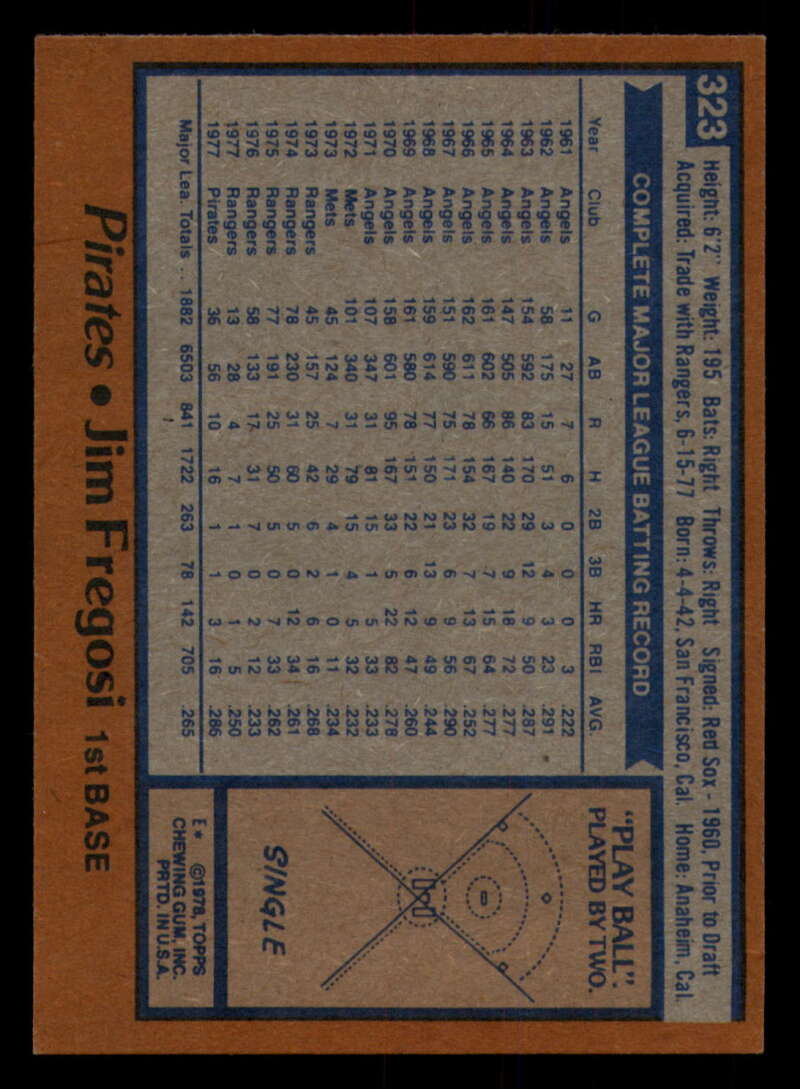 323
Height: 6'2" Weight: 195 Bats: Right Throws: Right Signed: Red Sox - 1960, Prior to Draft
Acquired: Trade with Rangers, 6-15-77 Born: 4-4-42, San Francisco, Cal. Home: Anaheim, Cal.
COMPLETE MAJOR LEAGUE BATTING RECORD
Year Club G AB R H 2B 3B HR RBI AVG.
1961 Angels 11 27 7 6 0 0 0 3 .222
1962 Angels 58 175 15 51 3 4 3 23 .291
1963 Angels 154 592 83 170 29 12 9 50 .287
1964 Angels 147 505 86 140 22 9 18 72 .277
1965 Angels 161 602 66 167 19 7 15 64 .277
1966 Angels 162 611 78 154 32 7 13 67 .252
1967 Angels 151 590 75 171 23 6 9 56 .290
1968 Angels 159 614 77 150 21 13 9 49 .244
1969 Angels 161 580 78 151 22 6 12 47 .260
1970 Angels 158 601 95 167 33 5 22 82 .278
1971 Angels 107 347 31 81 15 1 5 33 .233
1972 Mets 101 340 31 79 15 4 5 32 .232
1973 Mets 45 124 7 29 4 1 0 11 .234
1973 Rangers 45 157 25 42 6 2 6 16 .268
1974 Rangers 78 230 31 60 5 0 12 34 .261
1975 Rangers 77 191 25 50 5 0 7 33 .262
1976 Rangers 58 133 17 31 7 0 2 12 .233
1977 Rangers 13 28 4 7 1 0 1 5 .250
1977 Pirates 36 56 10 16 1 1 3 16 .286
Major Lea. Totals .. 1882 6503 841 1722 263 78 142 705 .265
"PLAY BALL".
PLAYED BY TWO.
SINGLE
E* ©1978, TOPPS
CHEWING GUM, INC.
PRTD. IN U.S.A.
Pirates • Jim Fregosi 1st BASE